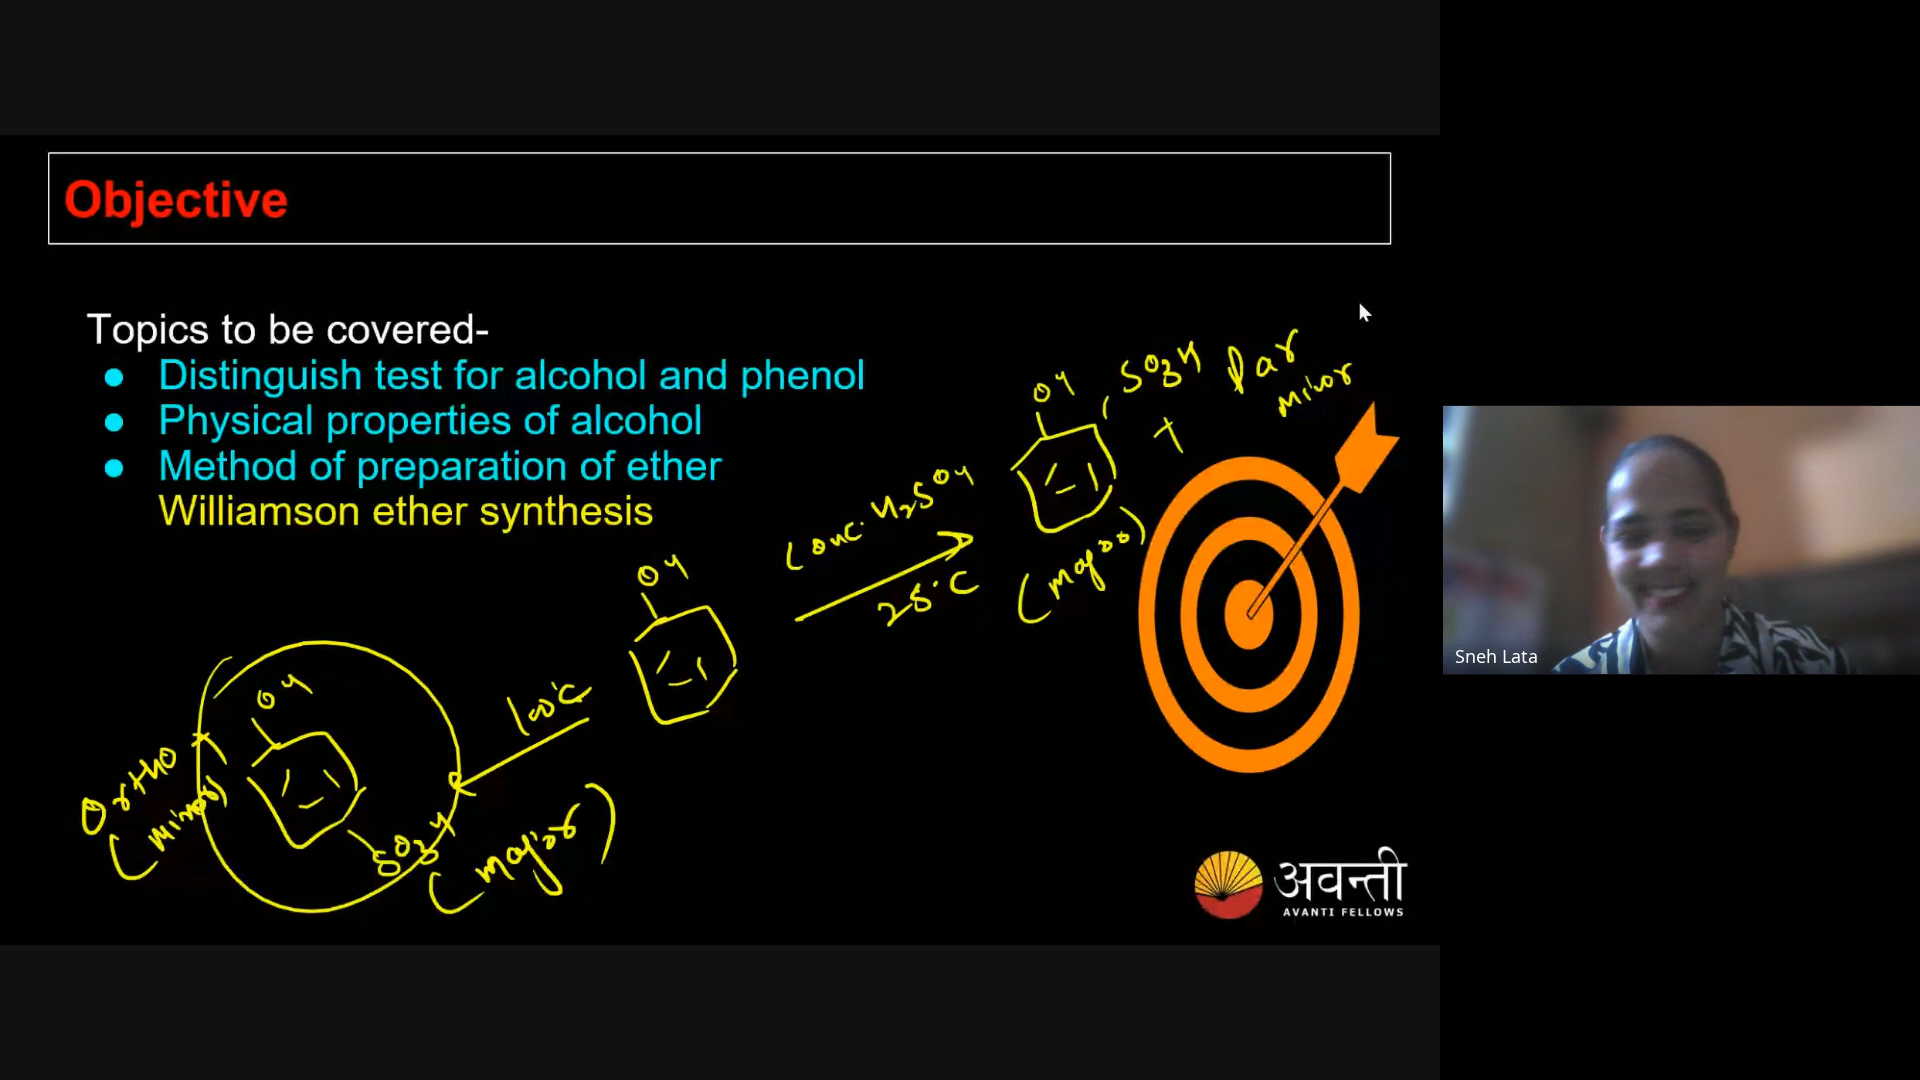 Objective
Topics to be covered-
● Distinguish test for alcohol and phenol
● Physical properties of alcohol
● Method of preparation of ether
Williamson ether synthesis
OH
SO3H
Par
minor
+
conc. H2SO4
25°C
(major)
OH
100°C
OH
Ortho
(minor)
SO3H
(major)
Sneh Lata
अवन्ती
AVANTI FELLOWS